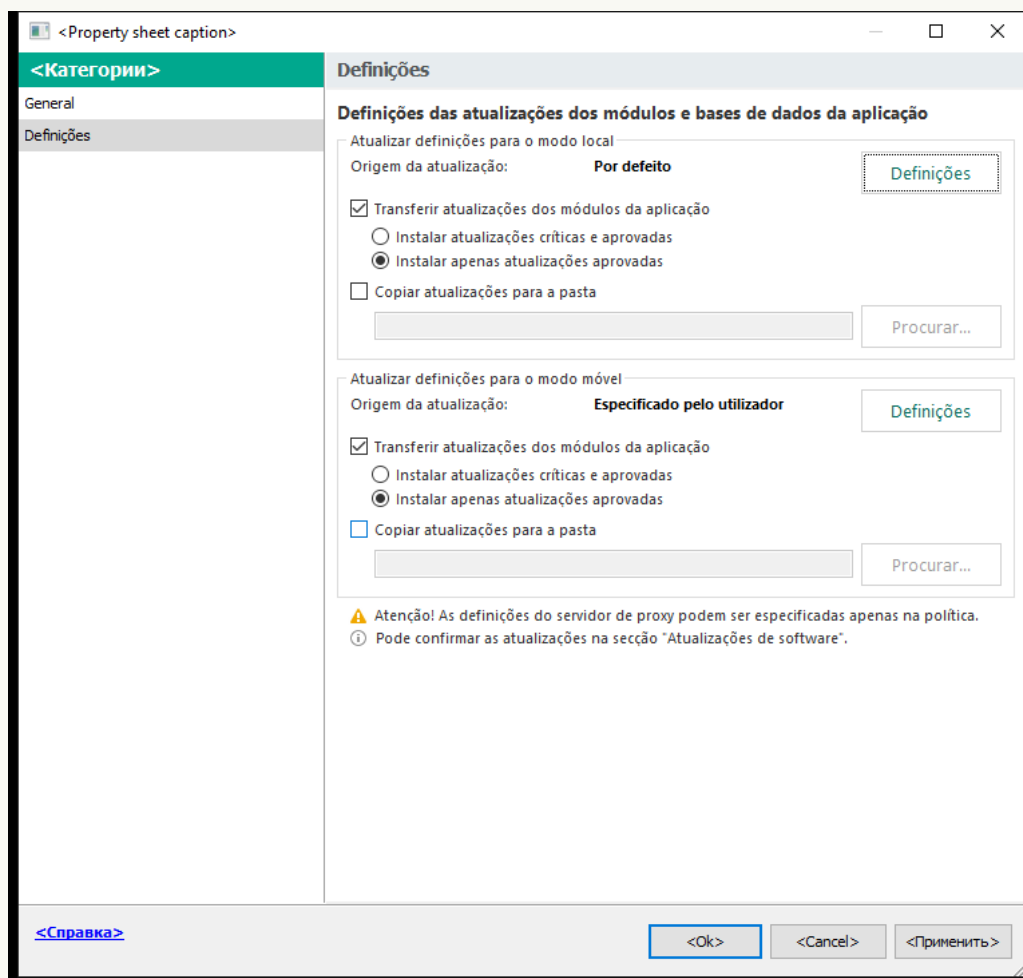 <Property sheet caption>
<Категории>
General
Definições
Definições
Definições das atualizações dos módulos e bases de dados da aplicação
Atualizar definições para o modo local
Origem da atualização: Por defeito
Definições
Transferir atualizações dos módulos da aplicação
Instalar atualizações críticas e aprovadas
Instalar apenas atualizações aprovadas
Copiar atualizações para a pasta
Procurar...
Atualizar definições para o modo móvel
Origem da atualização: Especificado pelo utilizador
Definições
Transferir atualizações dos módulos da aplicação
Instalar atualizações críticas e aprovadas
Instalar apenas atualizações aprovadas
Copiar atualizações para a pasta
Procurar...
Atenção! As definições do servidor de proxy podem ser especificadas apenas na política.
Pode confirmar as atualizações na secção "Atualizações de software".
<Справка>
<Ok> <Cancel> <Применить>